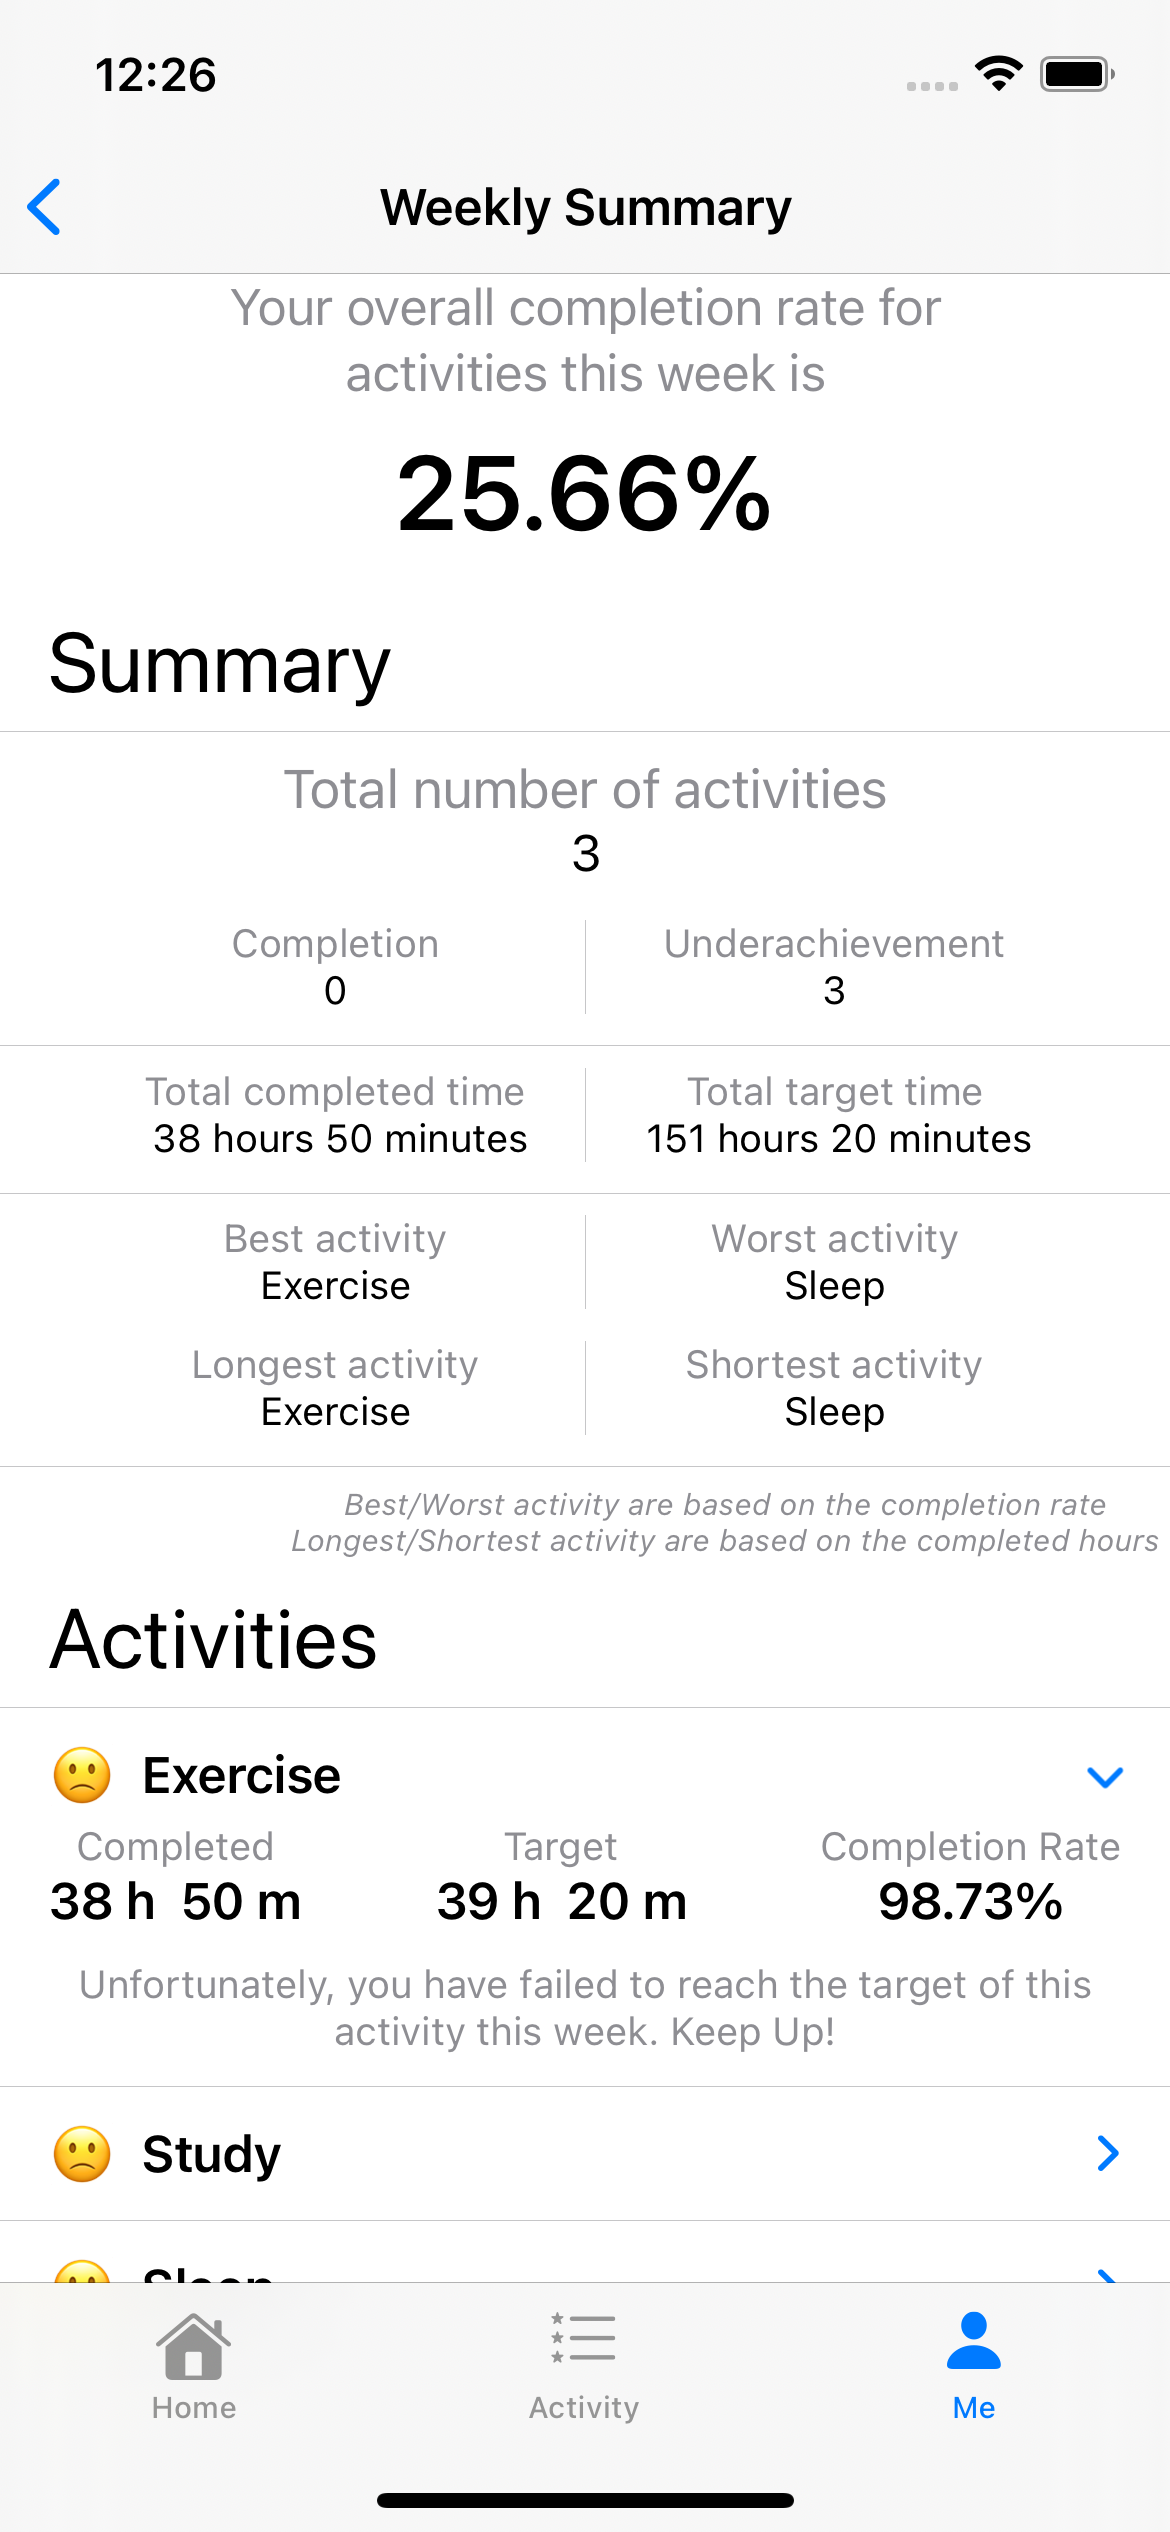 12:26
Weekly Summary
Your overall completion rate for
activities this week is
25.66%
Summary
Total number of activities
3
Completion
0
Underachievement
3
Total completed time
38 hours 50 minutes
Total target time
151 hours 20 minutes
Best activity
Exercise
Worst activity
Sleep
Longest activity
Exercise
Shortest activity
Sleep
Best/Worst activity are based on the completion rate
Longest/Shortest activity are based on the completed hours
Activities
Exercise
Completed
38 h 50 m
Target
39 h 20 m
Completion Rate
98.73%
Unfortunately, you have failed to reach the target of this
activity this week. Keep Up!
Study
Sleep
Home
Activity
Me